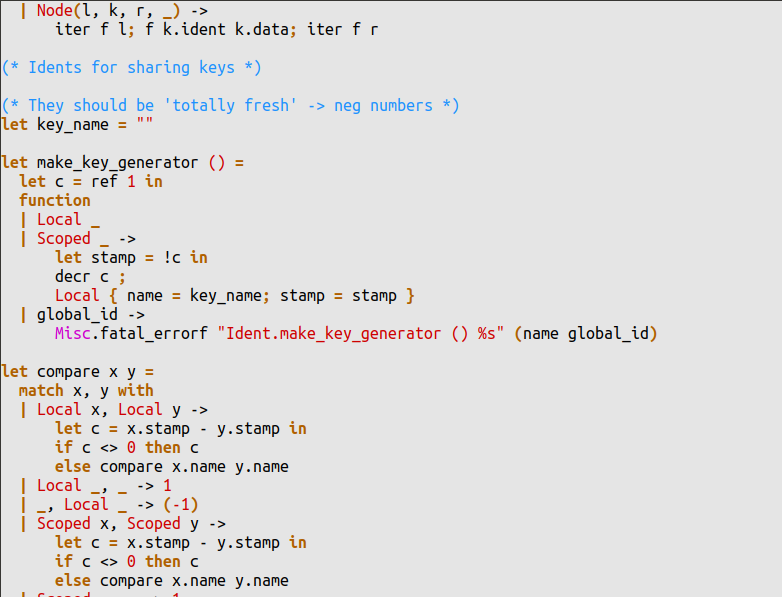 | Node(l, k, r, _) ->
      iter f l; f k.ident k.data; iter f r

(* Idents for sharing keys *)

(* They should be 'totally fresh' -> neg numbers *)
let key_name = ""

let make_key_generator () =
  let c = ref 1 in
  function
  | Local _
  | Scoped _ ->
      let stamp = !c in
      decr c ;
      Local { name = key_name; stamp = stamp }
  | global_id ->
      Misc.fatal_errorf "Ident.make_key_generator () %s" (name global_id)

let compare x y =
  match x, y with
  | Local x, Local y ->
      let c = x.stamp - y.stamp in
      if c <> 0 then c
      else compare x.name y.name
  | Local _, _ -> 1
  | _, Local _ -> (-1)
  | Scoped x, Scoped y ->
      let c = x.stamp - y.stamp in
      if c <> 0 then c
      else compare x.name y.name